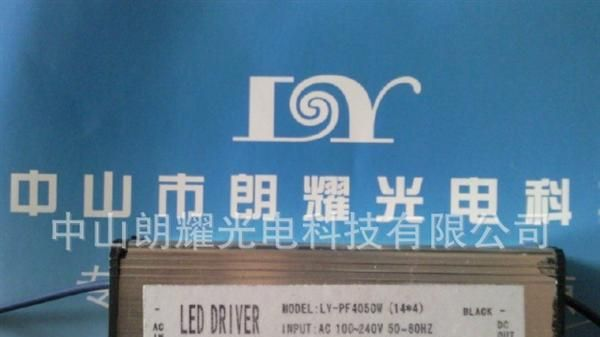 LY
中山市朗耀光电科
中山朗耀光电科技有限公司
LED DRIVER
MODEL:LY-PF4050W (14*4)
INPUT:AC 100~240V 50-60HZ
- AC
BLACK -
DC